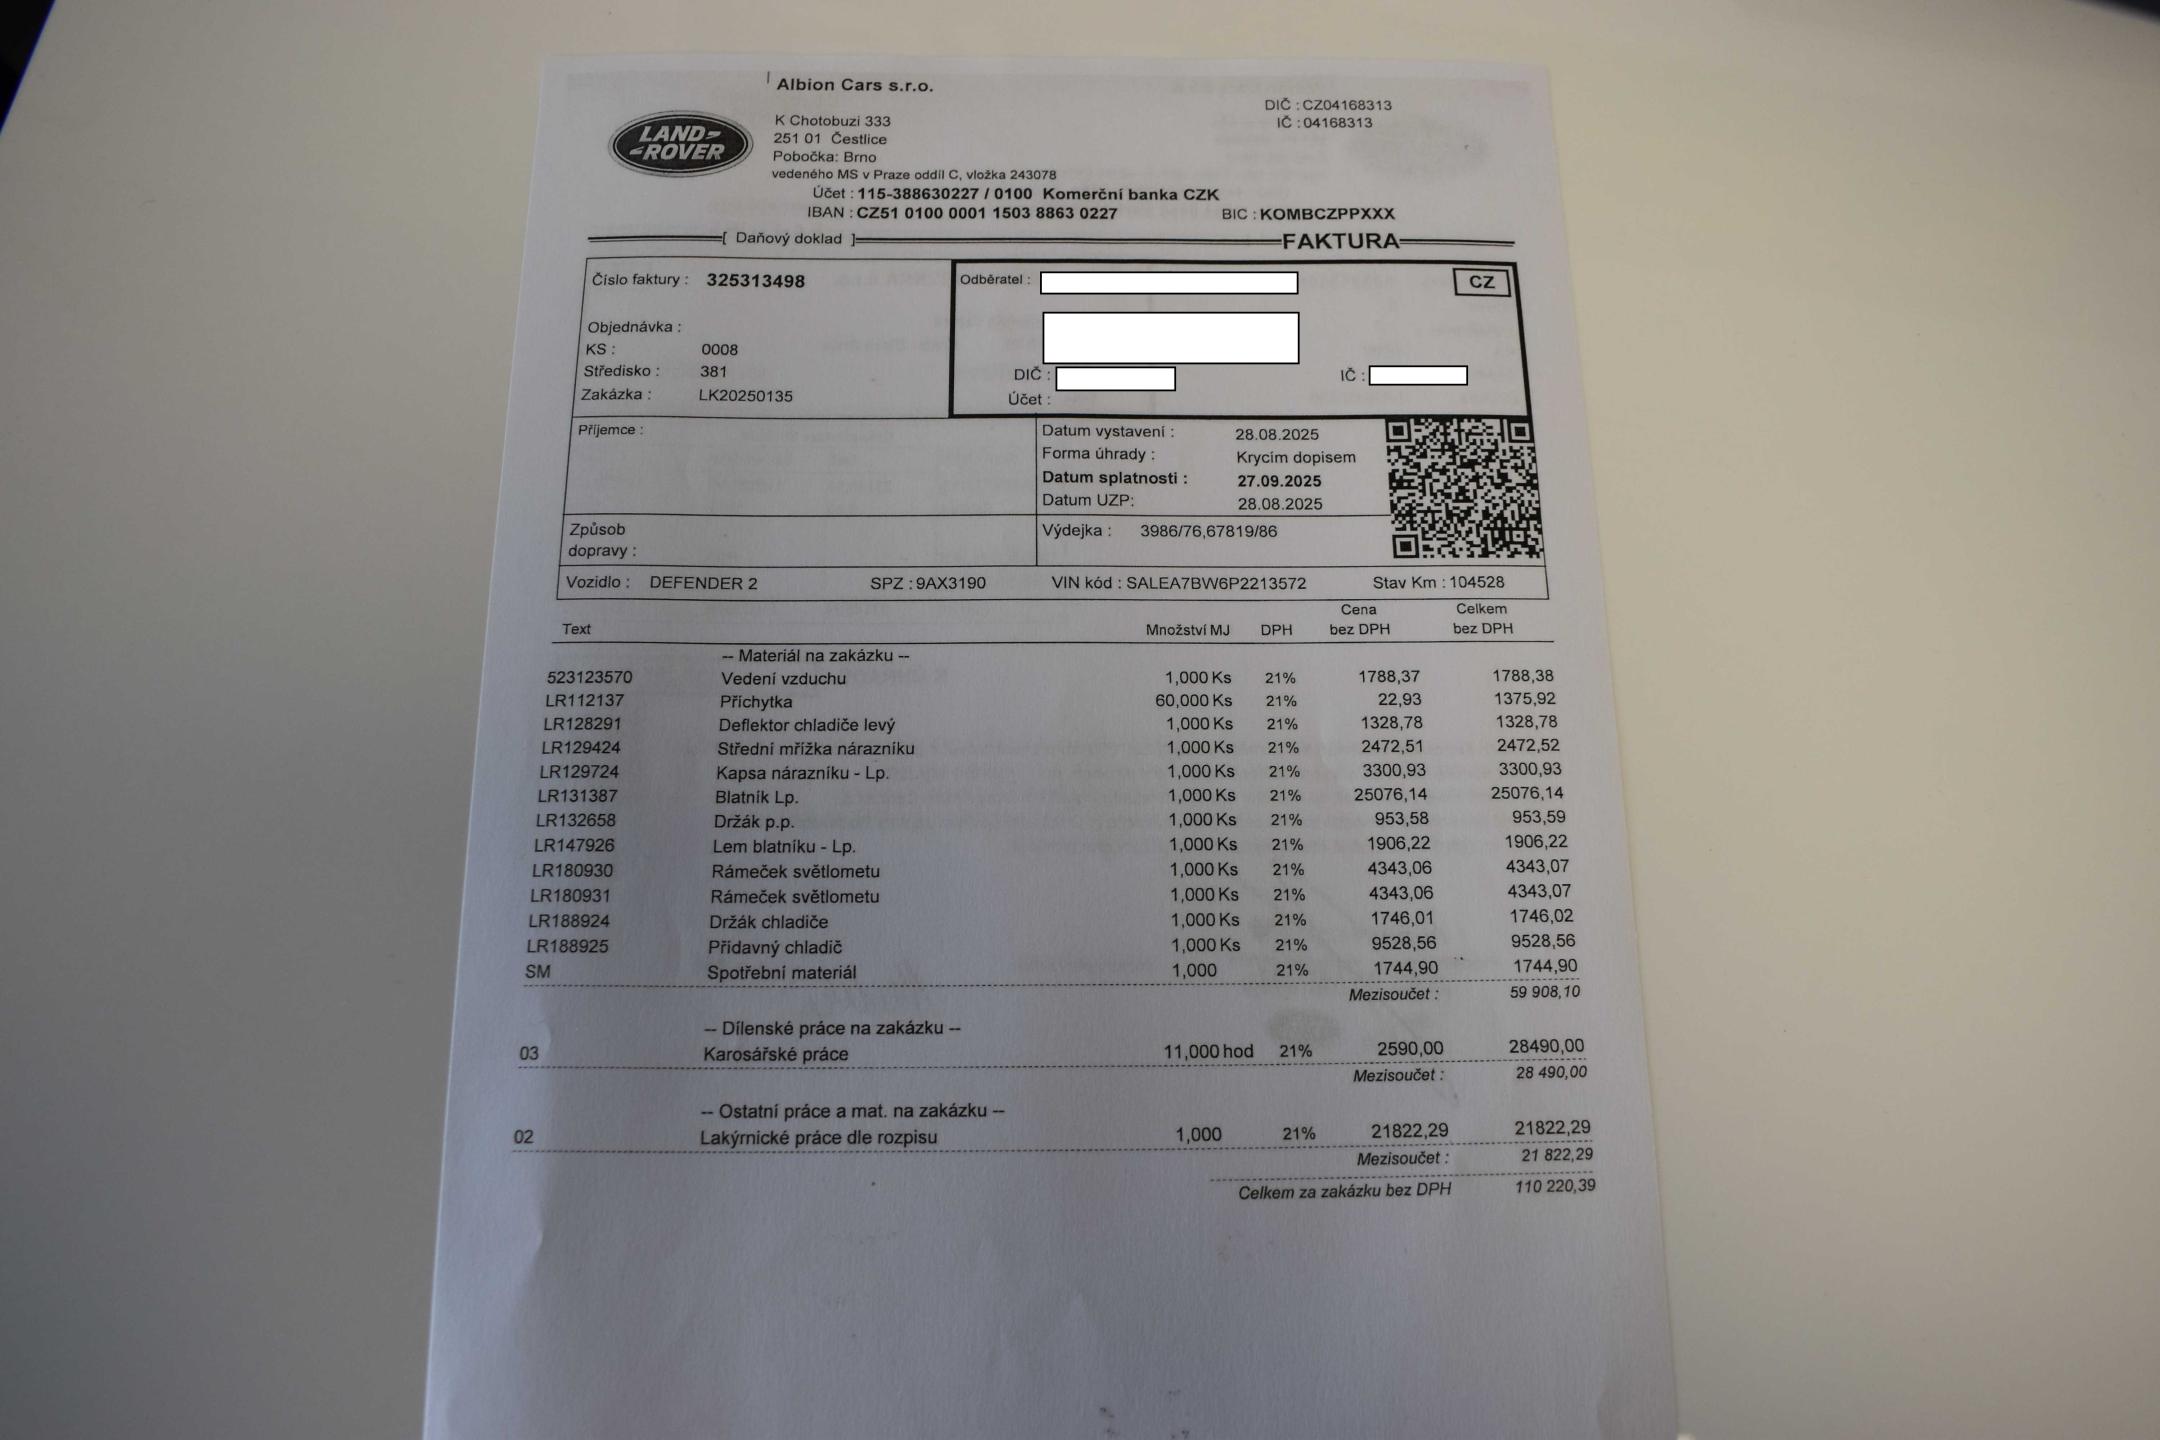 Albion Cars s.r.o.
LAND-
-ROVER
K Chotobuzi 333
251 01 Čestlice
Pobočka: Brno
vedeného MS v Praze oddíl C, vložka 243078
DIČ : CZ04168313
IČ : 04168313
Účet : 115-388630227 / 0100 Komerční banka CZK
IBAN : CZ51 0100 0001 1503 8863 0227 BIC : KOMBCZPPXXX
[ Daňový doklad ] FAKTURA
Číslo faktury : 325313498
Objednávka :
KS : 0008
Středisko : 381
Zakázka : LK20250135
Odběratel : CZ
DIČ : IČ :
Účet :
Příjemce :
Datum vystavení : 28.08.2025
Forma úhrady : Krycím dopisem
Datum splatnosti : 27.09.2025
Datum UZP: 28.08.2025
Způsob
dopravy :
Výdejka : 3986/76,67819/86
Vozidlo : DEFENDER 2 SPZ : 9AX3190 VIN kód : SALEA7BW6P2213572 Stav Km : 104528
Text Množství MJ DPH Cena bez DPH Celkem bez DPH
-- Materiál na zakázku --
523123570 Vedení vzduchu 1,000 Ks 21% 1788,37 1788,38
LR112137 Příchytka 60,000 Ks 21% 22,93 1375,92
LR128291 Deflektor chladiče levý 1,000 Ks 21% 1328,78 1328,78
LR129424 Střední mřížka nárazníku 1,000 Ks 21% 2472,51 2472,52
LR129724 Kapsa nárazníku - Lp. 1,000 Ks 21% 3300,93 3300,93
LR131387 Blatník Lp. 1,000 Ks 21% 25076,14 25076,14
LR132658 Držák p.p. 1,000 Ks 21% 953,58 953,59
LR147926 Lem blatníku - Lp. 1,000 Ks 21% 1906,22 1906,22
LR180930 Rámeček světlometu 1,000 Ks 21% 4343,06 4343,07
LR180931 Rámeček světlometu 1,000 Ks 21% 4343,06 4343,07
LR188924 Držák chladiče 1,000 Ks 21% 1746,01 1746,02
LR188925 Přídavný chladič 1,000 Ks 21% 9528,56 9528,56
SM Spotřební materiál 1,000 21% 1744,90 1744,90
Mezisoučet : 59 908,10
-- Dílenské práce na zakázku --
03 Karosářské práce 11,000 hod 21% 2590,00 28490,00
Mezisoučet : 28 490,00
-- Ostatní práce a mat. na zakázku --
02 Lakýrnické práce dle rozpisu 1,000 21% 21822,29 21822,29
Mezisoučet : 21 822,29
Celkem za zakázku bez DPH 110 220,39